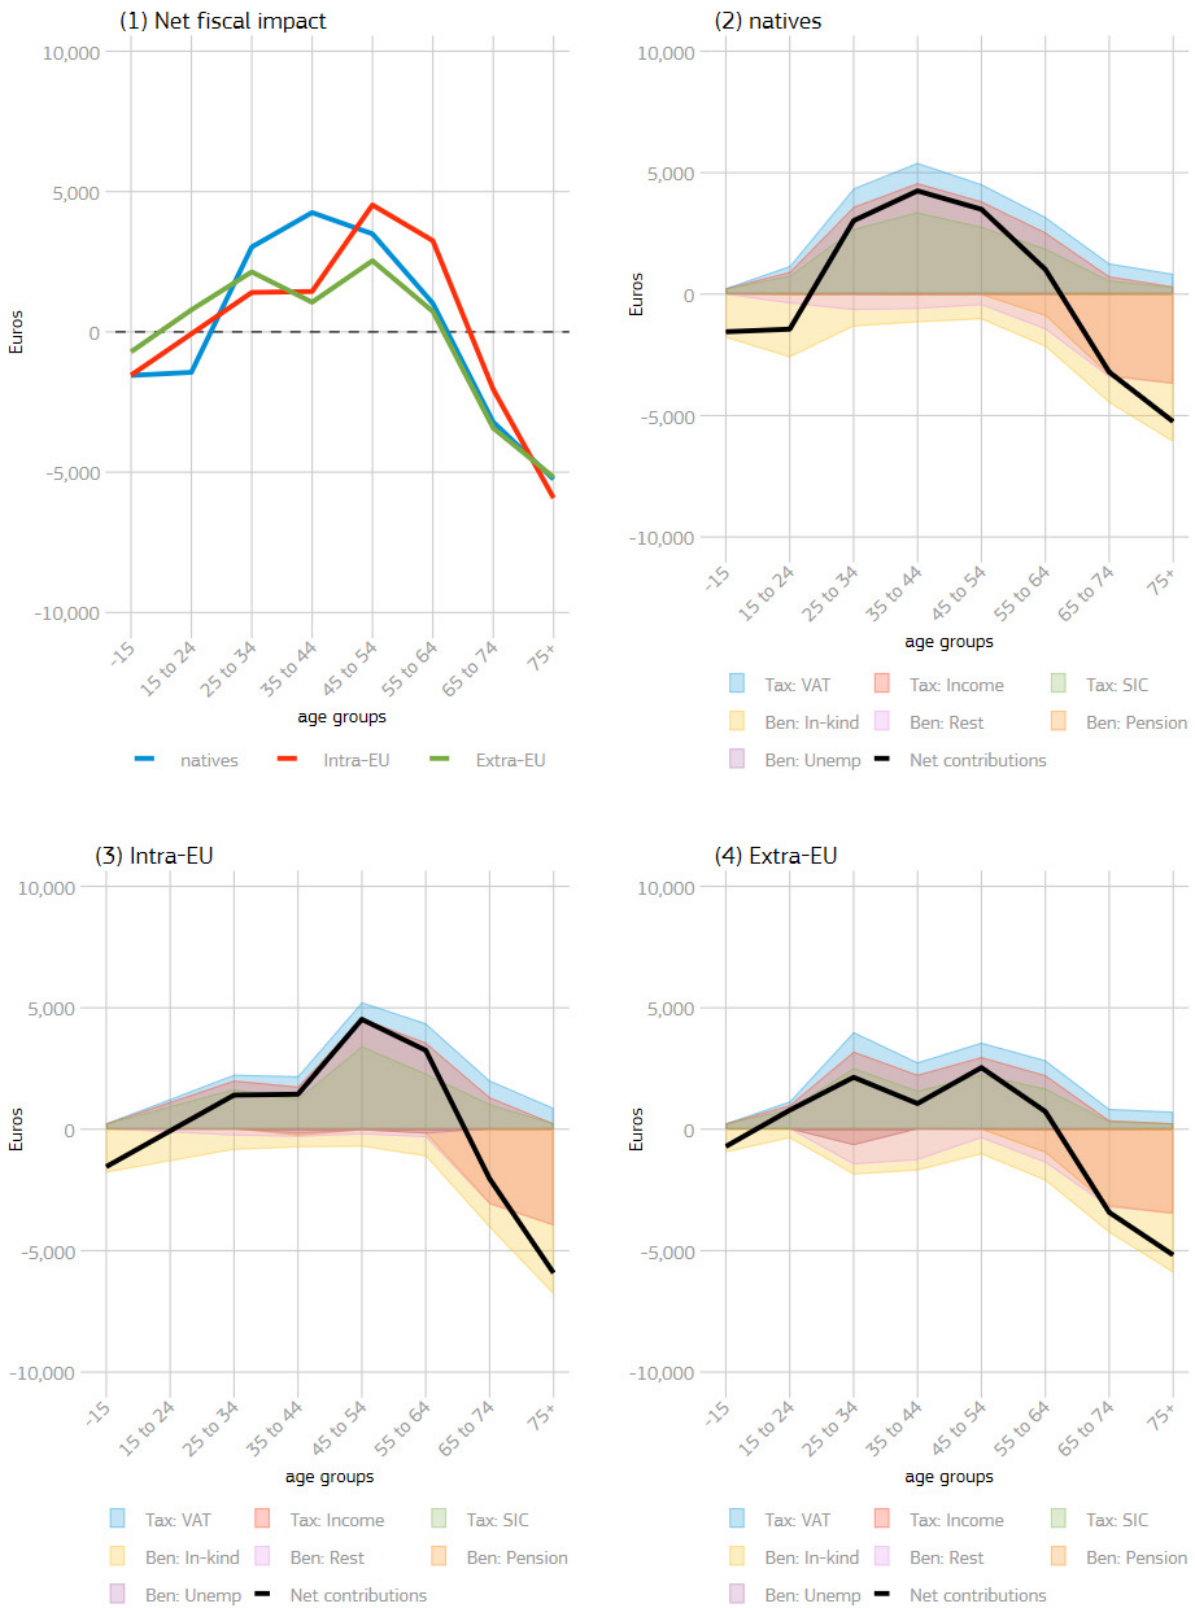 (1) Net fiscal impact
10,000
5,000
0
-5,000
-10,000
Euros
-15
15 to 24
25 to 34
35 to 44
45 to 54
55 to 64
65 to 74
75+
age groups
natives
Intra-EU
Extra-EU
(2) natives
10,000
5,000
0
-5,000
-10,000
Euros
-15
15 to 24
25 to 34
35 to 44
45 to 54
55 to 64
65 to 74
75+
age groups
Tax: VAT
Tax: Income
Tax: SIC
Ben: In-kind
Ben: Rest
Ben: Pension
Ben: Unemp
Net contributions
(3) Intra-EU
10,000
5,000
0
-5,000
-10,000
Euros
-15
15 to 24
25 to 34
35 to 44
45 to 54
55 to 64
65 to 74
75+
age groups
Tax: VAT
Tax: Income
Tax: SIC
Ben: In-kind
Ben: Rest
Ben: Pension
Ben: Unemp
Net contributions
(4) Extra-EU
10,000
5,000
0
-5,000
-10,000
Euros
-15
15 to 24
25 to 34
35 to 44
45 to 54
55 to 64
65 to 74
75+
age groups
Tax: VAT
Tax: Income
Tax: SIC
Ben: In-kind
Ben: Rest
Ben: Pension
Ben: Unemp
Net contributions